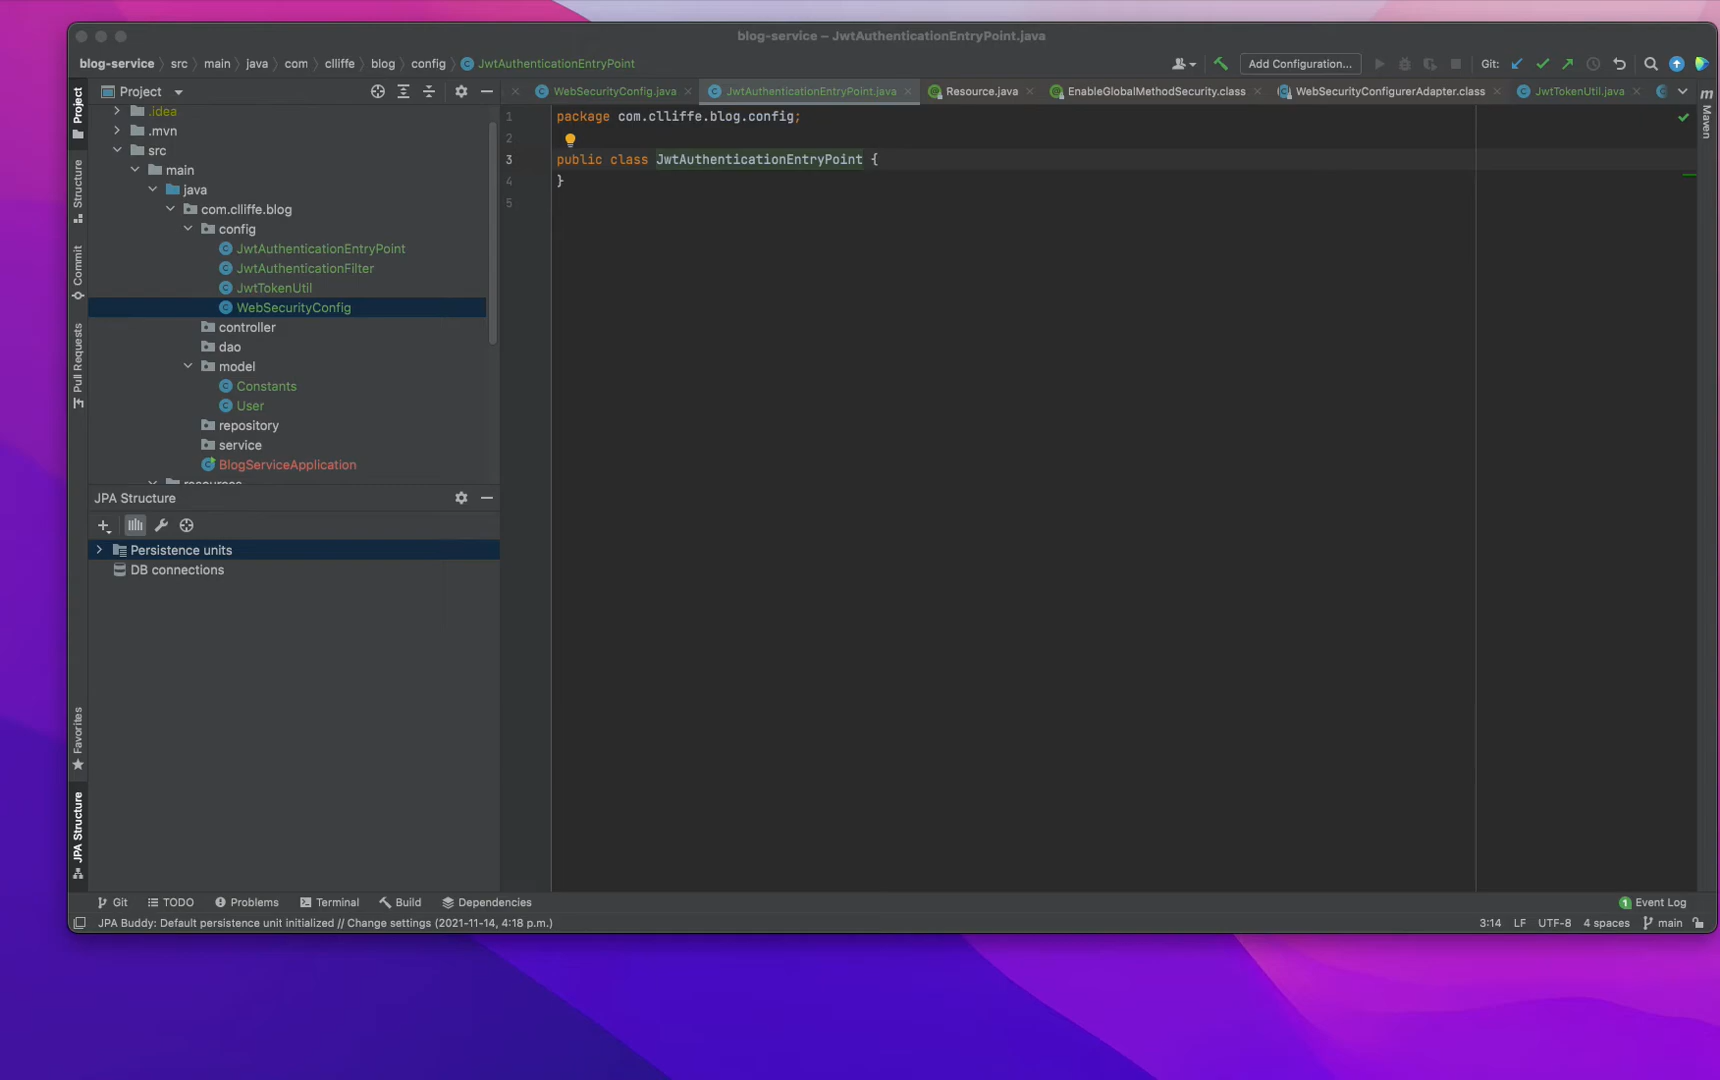 blog-service – JwtAuthenticationEntryPoint.java
blog-service src main java com clliffe blog config JwtAuthenticationEntryPoint
Add Configuration...
Git:
Project
WebSecurityConfig.java
JwtAuthenticationEntryPoint.java
Resource.java
EnableGlobalMethodSecurity.class
WebSecurityConfigurerAdapter.class
JwtTokenUtil.java
Project
Structure
Commit
Pull Requests
Favorites
JPA Structure
.idea
.mvn
src
main
java
com.clliffe.blog
config
JwtAuthenticationEntryPoint
JwtAuthenticationFilter
JwtTokenUtil
WebSecurityConfig
controller
dao
model
Constants
User
repository
service
BlogServiceApplication
resources
JPA Structure
Persistence units
DB connections
1 package com.clliffe.blog.config;
2
3 public class JwtAuthenticationEntryPoint {
4 }
5
m Maven
Git
TODO
Problems
Terminal
Build
Dependencies
1 Event Log
JPA Buddy: Default persistence unit initialized // Change settings (2021-11-14, 4:18 p.m.)
3:14 LF UTF-8 4 spaces main